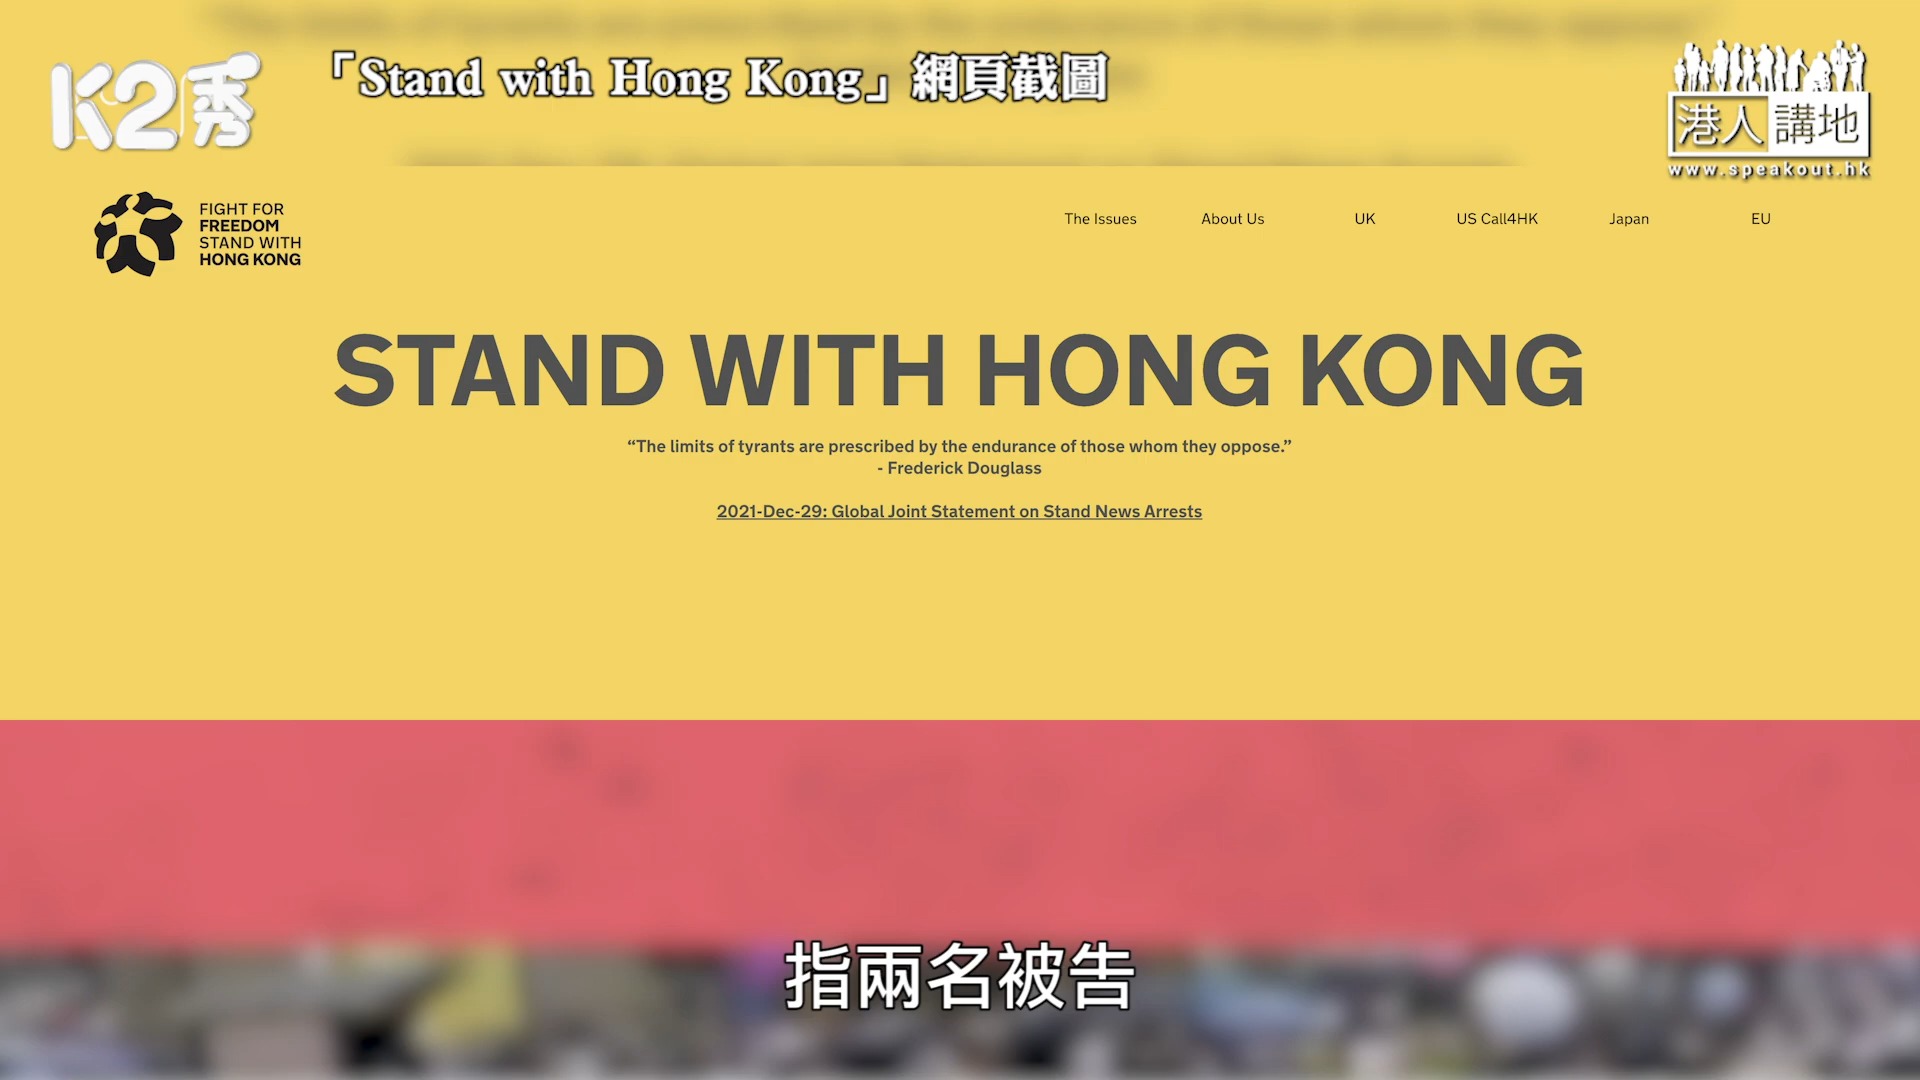 K2秀
「Stand with Hong Kong」網頁截圖
港人講地
www.speakout.hk
FIGHT FOR
FREEDOM
STAND WITH
HONG KONG
The Issues
About Us
UK
US Call4HK
Japan
EU
STAND WITH HONG KONG
“The limits of tyrants are prescribed by the endurance of those whom they oppose.”
- Frederick Douglass
2021-Dec-29: Global Joint Statement on Stand News Arrests
指兩名被告